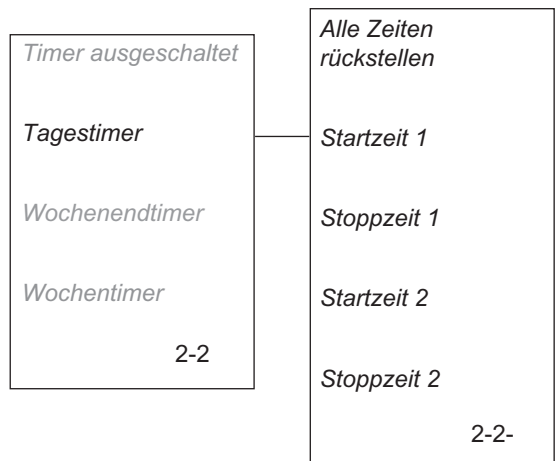 Timer ausgeschaltet
Tagestimer
Wochenendtimer
Wochentimer
2-2
Alle Zeiten
rückstellen
Startzeit 1
Stoppzeit 1
Startzeit 2
Stoppzeit 2
2-2-